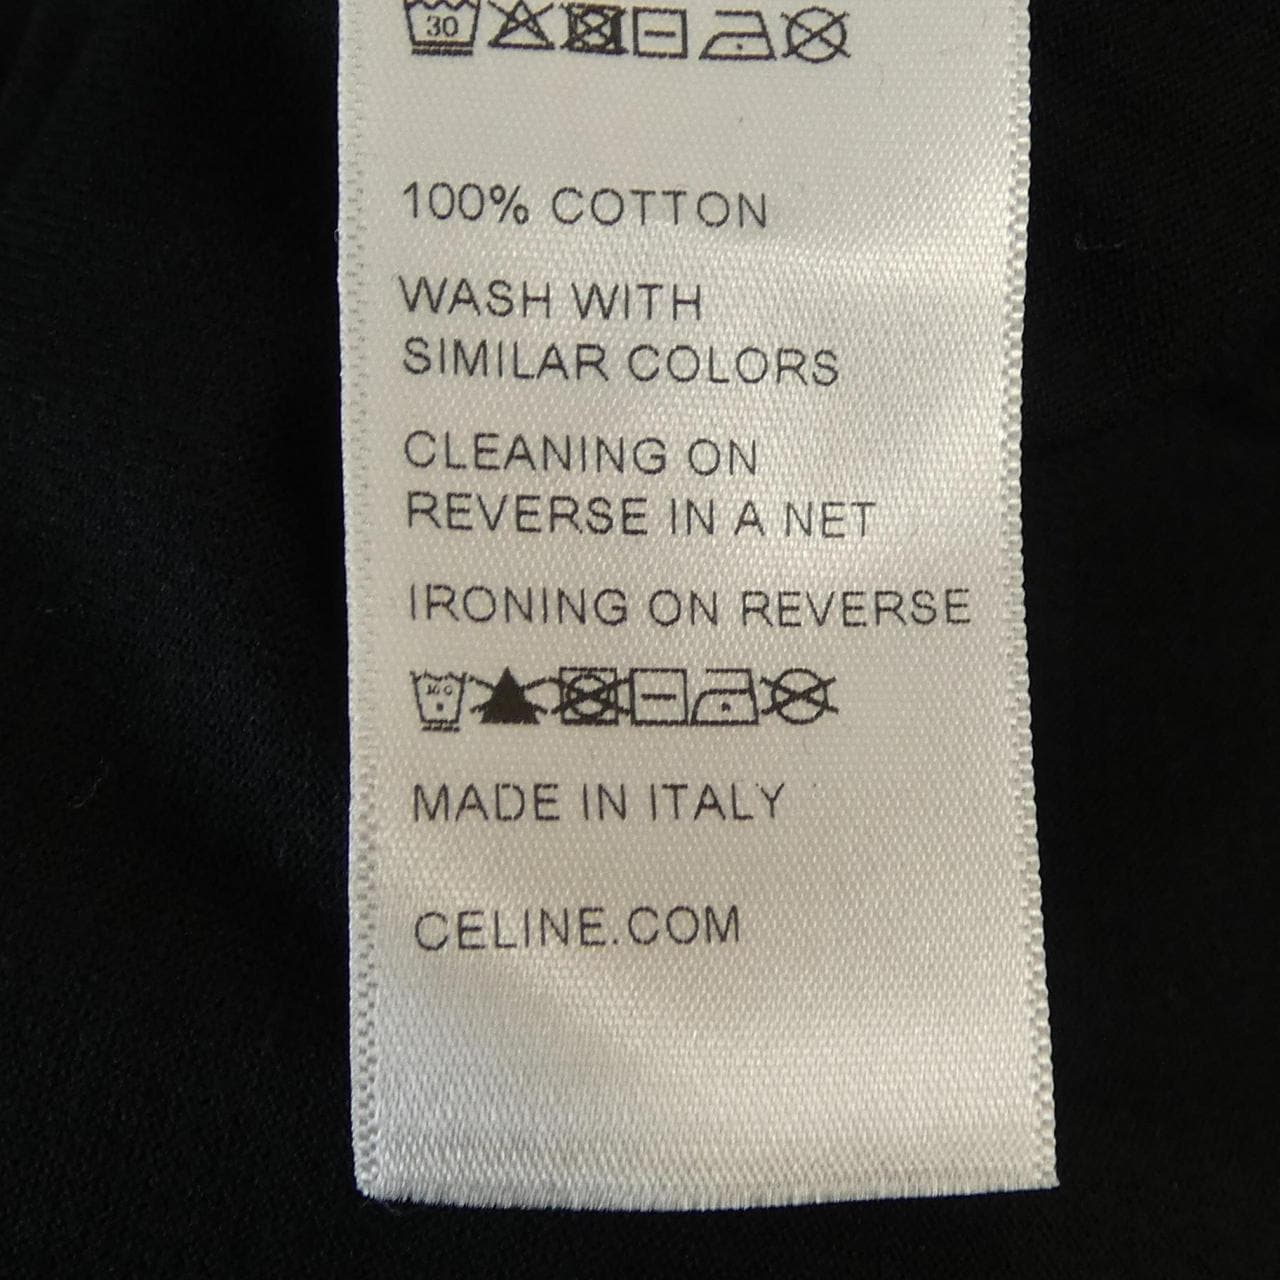 30
100% COTTON
WASH WITH
SIMILAR COLORS
CLEANING ON
REVERSE IN A NET
IRONING ON REVERSE
MADE IN ITALY
CELINE.COM